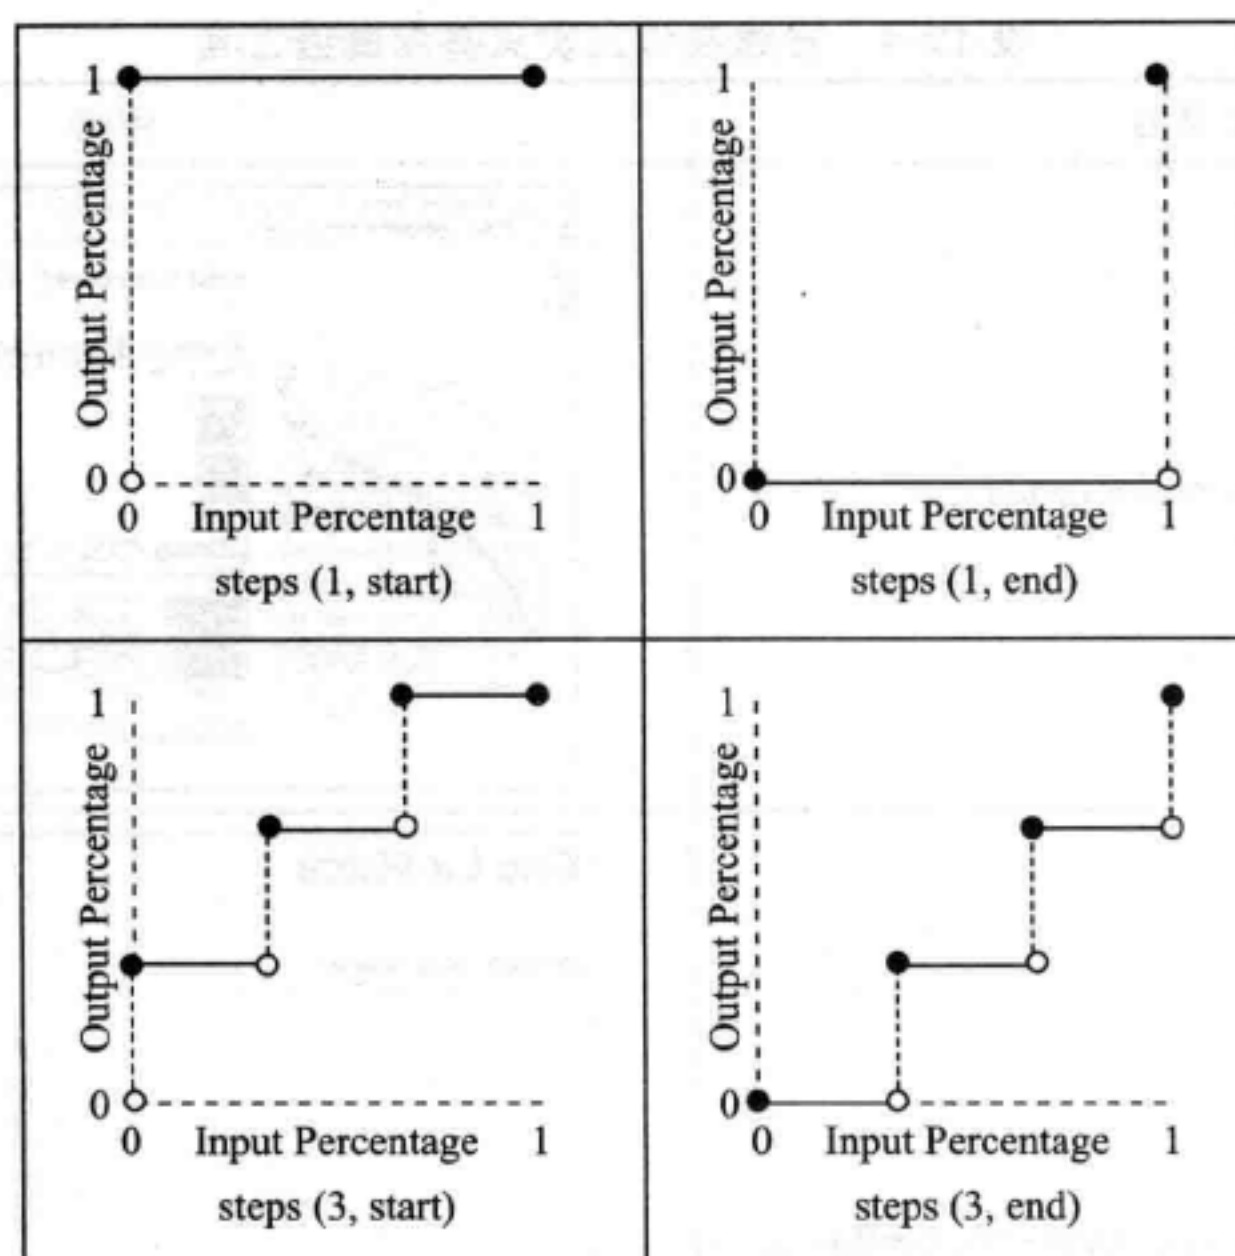 1
Output Percentage
0
0 Input Percentage 1
steps (1, start)
1
Output Percentage
0
0 Input Percentage 1
steps (1, end)
1
Output Percentage
0
0 Input Percentage 1
steps (3, start)
1
Output Percentage
0
0 Input Percentage 1
steps (3, end)